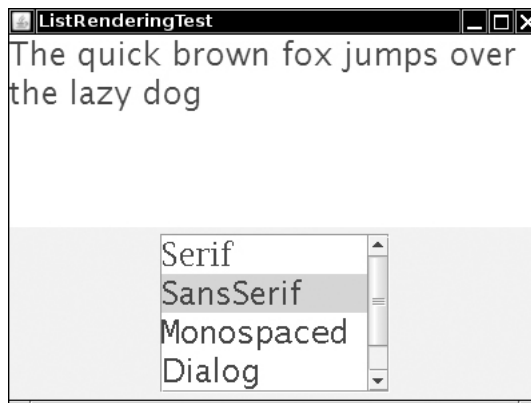 ListRenderingTest
The quick brown fox jumps over
the lazy dog
Serif
SansSerif
Monospaced
Dialog